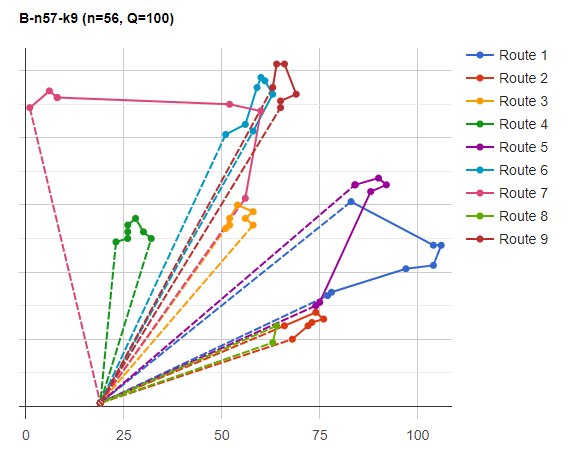 B-n57-k9 (n=56, Q=100)
Route 1
Route 2
Route 3
Route 4
Route 5
Route 6
Route 7
Route 8
Route 9
0 25 50 75 100